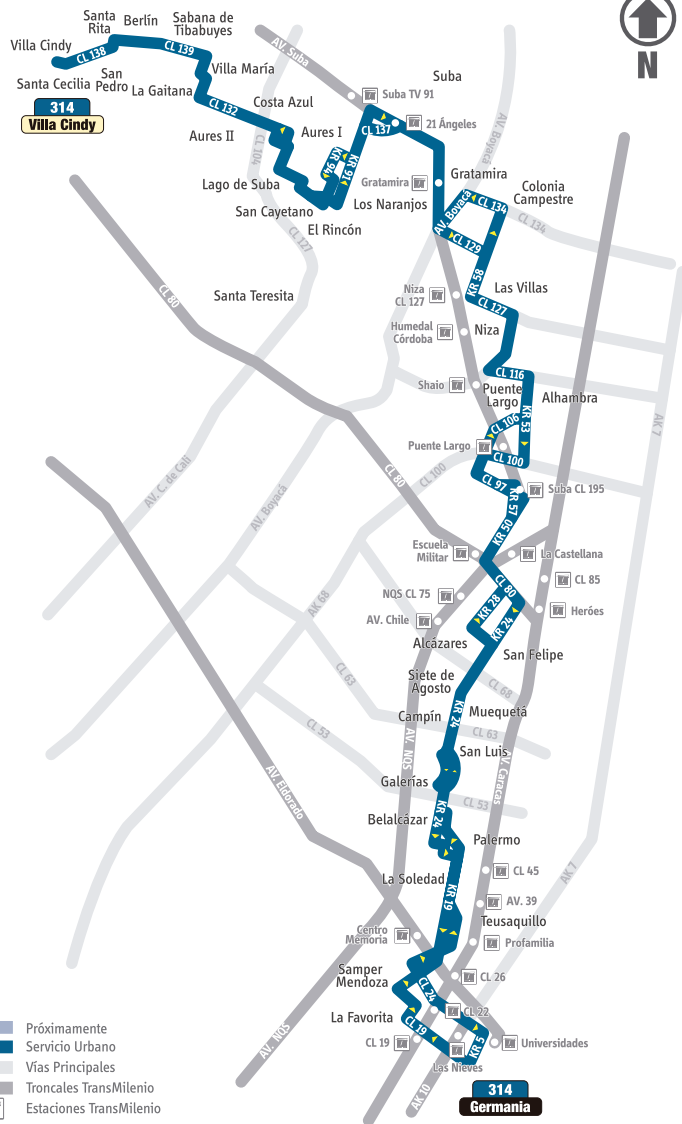 Santa
Rita
Berlín
Sabana de
Tibabuyes
Villa Cindy
CL 138
CL 139
Santa Cecilia
San
Pedro
La Gaitana
Villa María
314
Villa Cindy
CL 132
Costa Azul
Aures II
Aures I
CL 137
AV. Suba
Suba TV 91
21 Ángeles
Suba
N
AV. Boyacá
CL 104
KR 94
KR 91
Lago de Suba
San Cayetano
El Rincón
Los Naranjos
Gratamira
Gratamira
Colonia
Campestre
AV. Boyacá
CL 134
CL 134
CL 129
CL 127
KR 58
Santa Teresita
CL 80
Niza
CL 127
Las Villas
CL 127
Humedal
Córdoba
Niza
CL 116
Shaio
Puente
Largo
Alhambra
KR 53
CL 106
Puente Largo
CL 100
CL 100
AK 7
CL 97
Suba CL 195
KR 57
CL 80
AV. C. de Cali
AV. Boyacá
KR 50
Escuela
Militar
La Castellana
CL 85
CL 80
NQS CL 75
KR 28
KR 24
Heroés
AK 68
AV. Chile
Alcázares
San Felipe
CL 63
Siete de
Agosto
CL 68
KR 24
Campín
Muequetá
CL 63
CL 53
AV. NQS
San Luis
AV. Caracas
Galerías
AV. Eldorado
CL 53
KR 24
Belalcázar
Palermo
La Soledad
CL 45
AK 7
KR 19
AV. 39
Teusaquillo
Centro
Memoria
Profamilia
Samper
Mendoza
CL 26
CL 24
La Favorita
CL 22
CL 19
CL 19
KR 5
Universidades
Las Nieves
AV. NQS
AK 10
314
Germania
Próximamente
Servicio Urbano
Vías Principales
Troncales TransMilenio
Estaciones TransMilenio